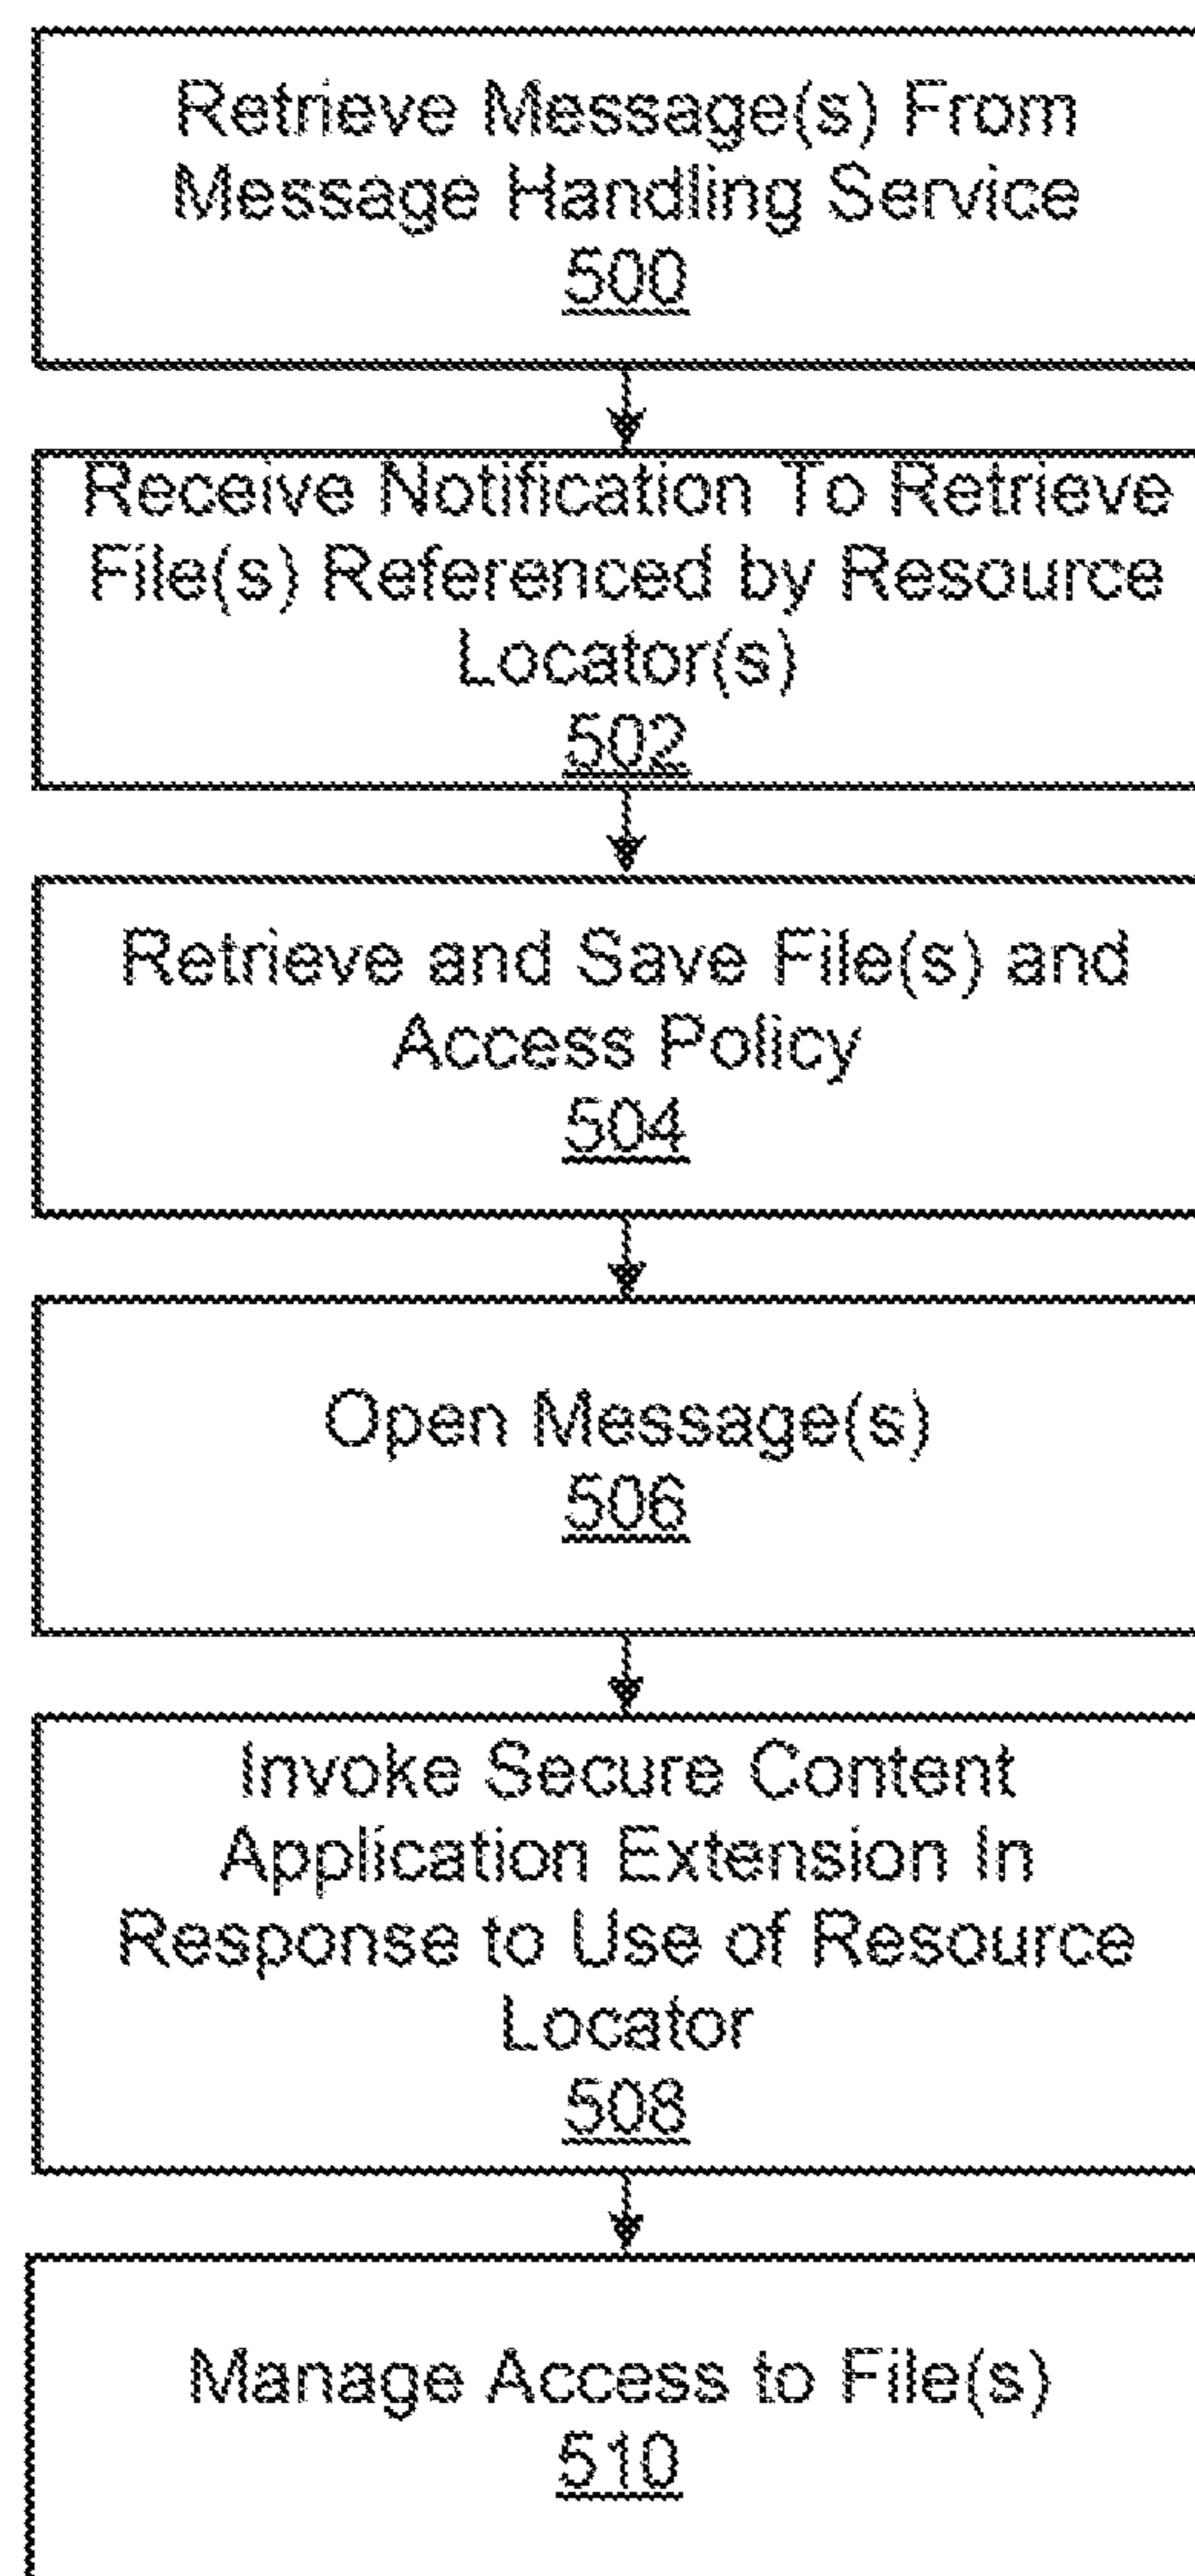 Retrieve Message(s) From
Message Handling Service
500
Receive Notification To Retrieve
File(s) Referenced by Resource
Locator(s)
502
Retrieve and Save File(s) and
Access Policy
504
Open Message(s)
506
Invoke Secure Content
Application Extension In
Response to Use of Resource
Locator
508
Manage Access to File(s)
510